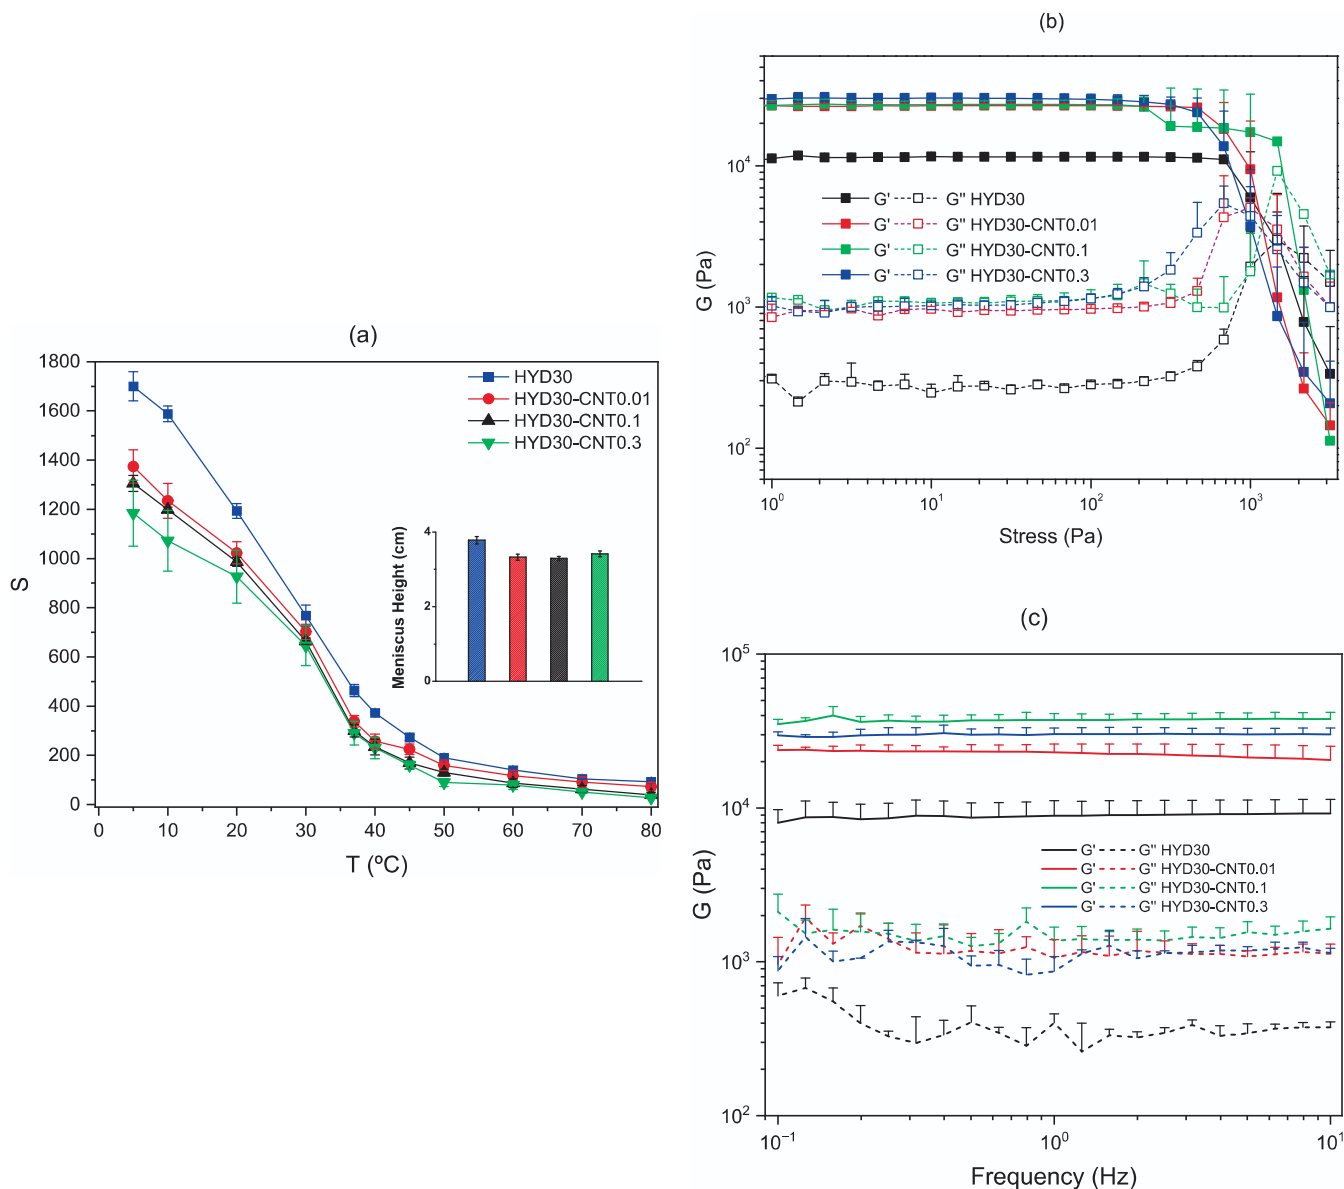 (a)
1800
1600
1400
1200
1000
800
600
400
200
0
S
0 10 20 30 40 50 60 70 80
T (ºC)
HYD30
HYD30-CNT0.01
HYD30-CNT0.1
HYD30-CNT0.3
Meniscus Height (cm)
4
2
0
(b)
10⁴
10³
10²
G (Pa)
10⁰ 10¹ 10² 10³
Stress (Pa)
G' G'' HYD30
G' G'' HYD30-CNT0.01
G' G'' HYD30-CNT0.1
G' G'' HYD30-CNT0.3
(c)
10⁵
10⁴
10³
10²
G (Pa)
10⁻¹ 10⁰ 10¹
Frequency (Hz)
G' G'' HYD30
G' G'' HYD30-CNT0.01
G' G'' HYD30-CNT0.1
G' G'' HYD30-CNT0.3